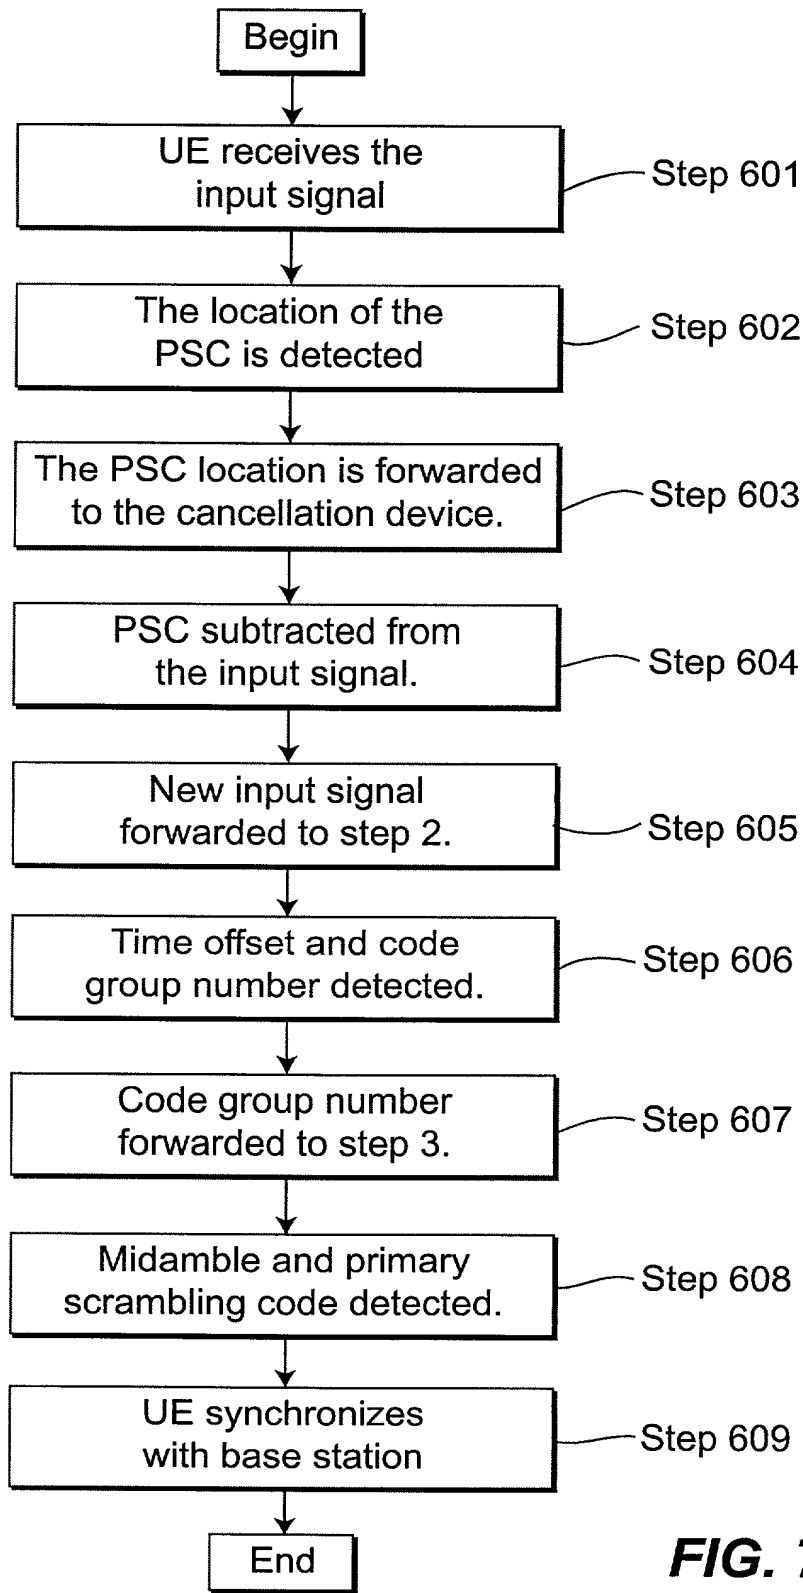 Begin
UE receives the
input signal
Step 601
The location of the
PSC is detected
Step 602
The PSC location is forwarded
to the cancellation device.
Step 603
PSC subtracted from
the input signal.
Step 604
New input signal
forwarded to step 2.
Step 605
Time offset and code
group number detected.
Step 606
Code group number
forwarded to step 3.
Step 607
Midamble and primary
scrambling code detected.
Step 608
UE synchronizes
with base station
Step 609
End
FIG.